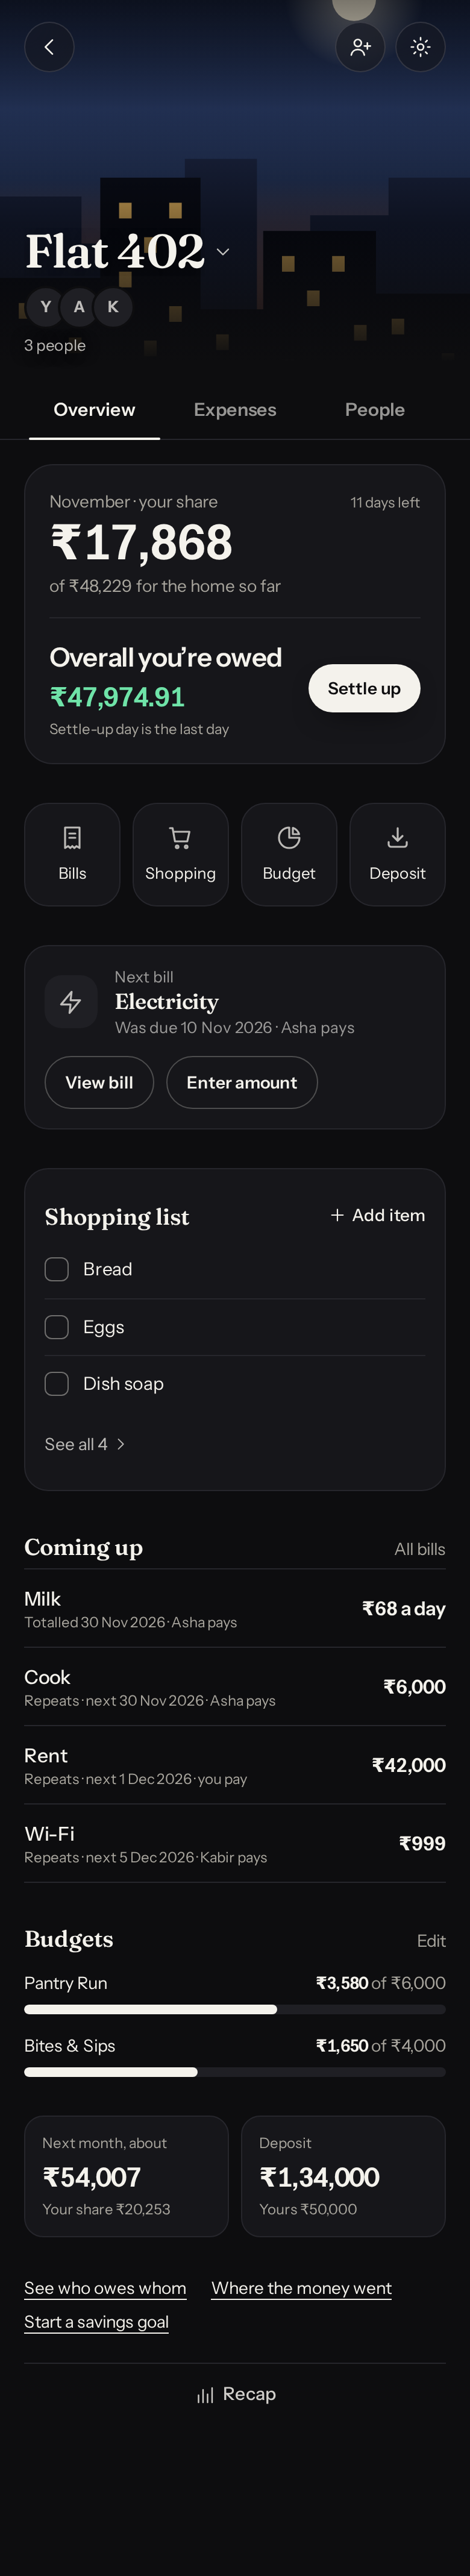 Flat 402
Y A K
3 people
Overview Expenses People
November · your share 11 days left
₹17,868
of ₹48,229 for the home so far
Overall you’re owed
₹47,974.91
Settle up
Settle-up day is the last day
Bills Shopping Budget Deposit
Next bill
Electricity
Was due 10 Nov 2026 · Asha pays
View bill Enter amount
Shopping list + Add item
Bread
Eggs
Dish soap
See all 4
Coming up All bills
Milk ₹68 a day
Totalled 30 Nov 2026 · Asha pays
Cook ₹6,000
Repeats · next 30 Nov 2026 · Asha pays
Rent ₹42,000
Repeats · next 1 Dec 2026 · you pay
Wi-Fi ₹999
Repeats · next 5 Dec 2026 · Kabir pays
Budgets Edit
Pantry Run ₹3,580 of ₹6,000
Bites & Sips ₹1,650 of ₹4,000
Next month, about
₹54,007
Your share ₹20,253
Deposit
₹1,34,000
Yours ₹50,000
See who owes whom Where the money went
Start a savings goal
Recap